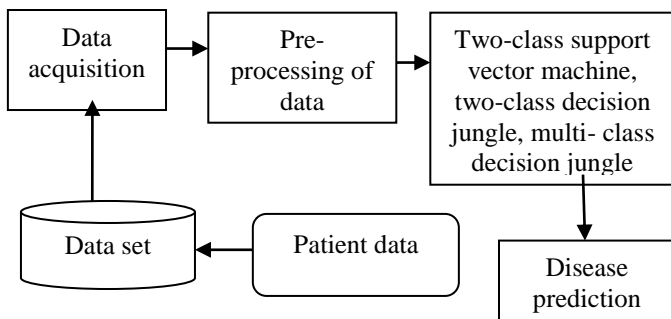 Data
acquisition
Pre-
processing of
data
Two-class support
vector machine,
two-class decision
jungle, multi- class
decision jungle
Data set
Patient data
Disease
prediction